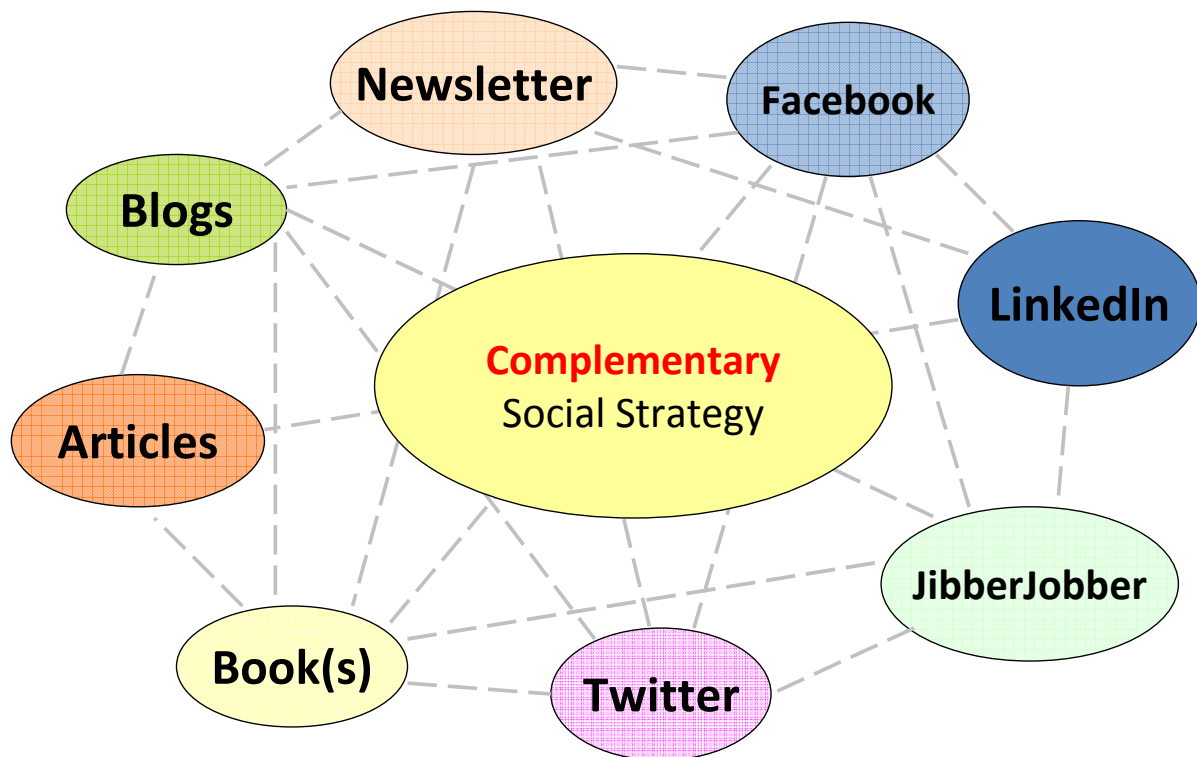 Newsletter
Facebook
Blogs
LinkedIn
Complementary
Social Strategy
Articles
JibberJobber
Book(s)
Twitter